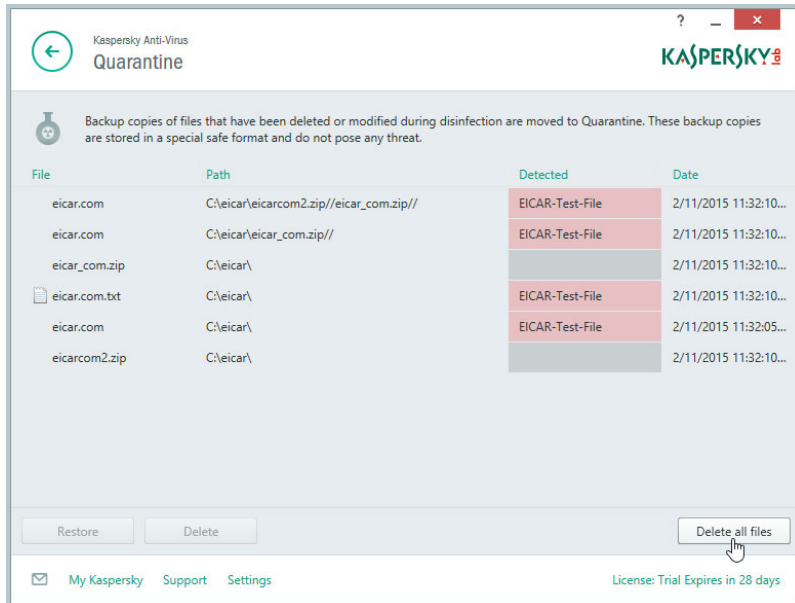 ? _ ×
Kaspersky Anti-Virus
Quarantine
KASPERSKY lab
Backup copies of files that have been deleted or modified during disinfection are moved to Quarantine. These backup copies
are stored in a special safe format and do not pose any threat.
File Path Detected Date
eicar.com C:\eicar\eicarcom2.zip//eicar_com.zip// EICAR-Test-File 2/11/2015 11:32:10...
eicar.com C:\eicar\eicar_com.zip// EICAR-Test-File 2/11/2015 11:32:10...
eicar_com.zip C:\eicar\ 2/11/2015 11:32:10...
eicar.com.txt C:\eicar\ EICAR-Test-File 2/11/2015 11:32:10...
eicar.com C:\eicar\ EICAR-Test-File 2/11/2015 11:32:05...
eicarcom2.zip C:\eicar\ 2/11/2015 11:32:10...
Restore Delete Delete all files
My Kaspersky Support Settings License: Trial Expires in 28 days